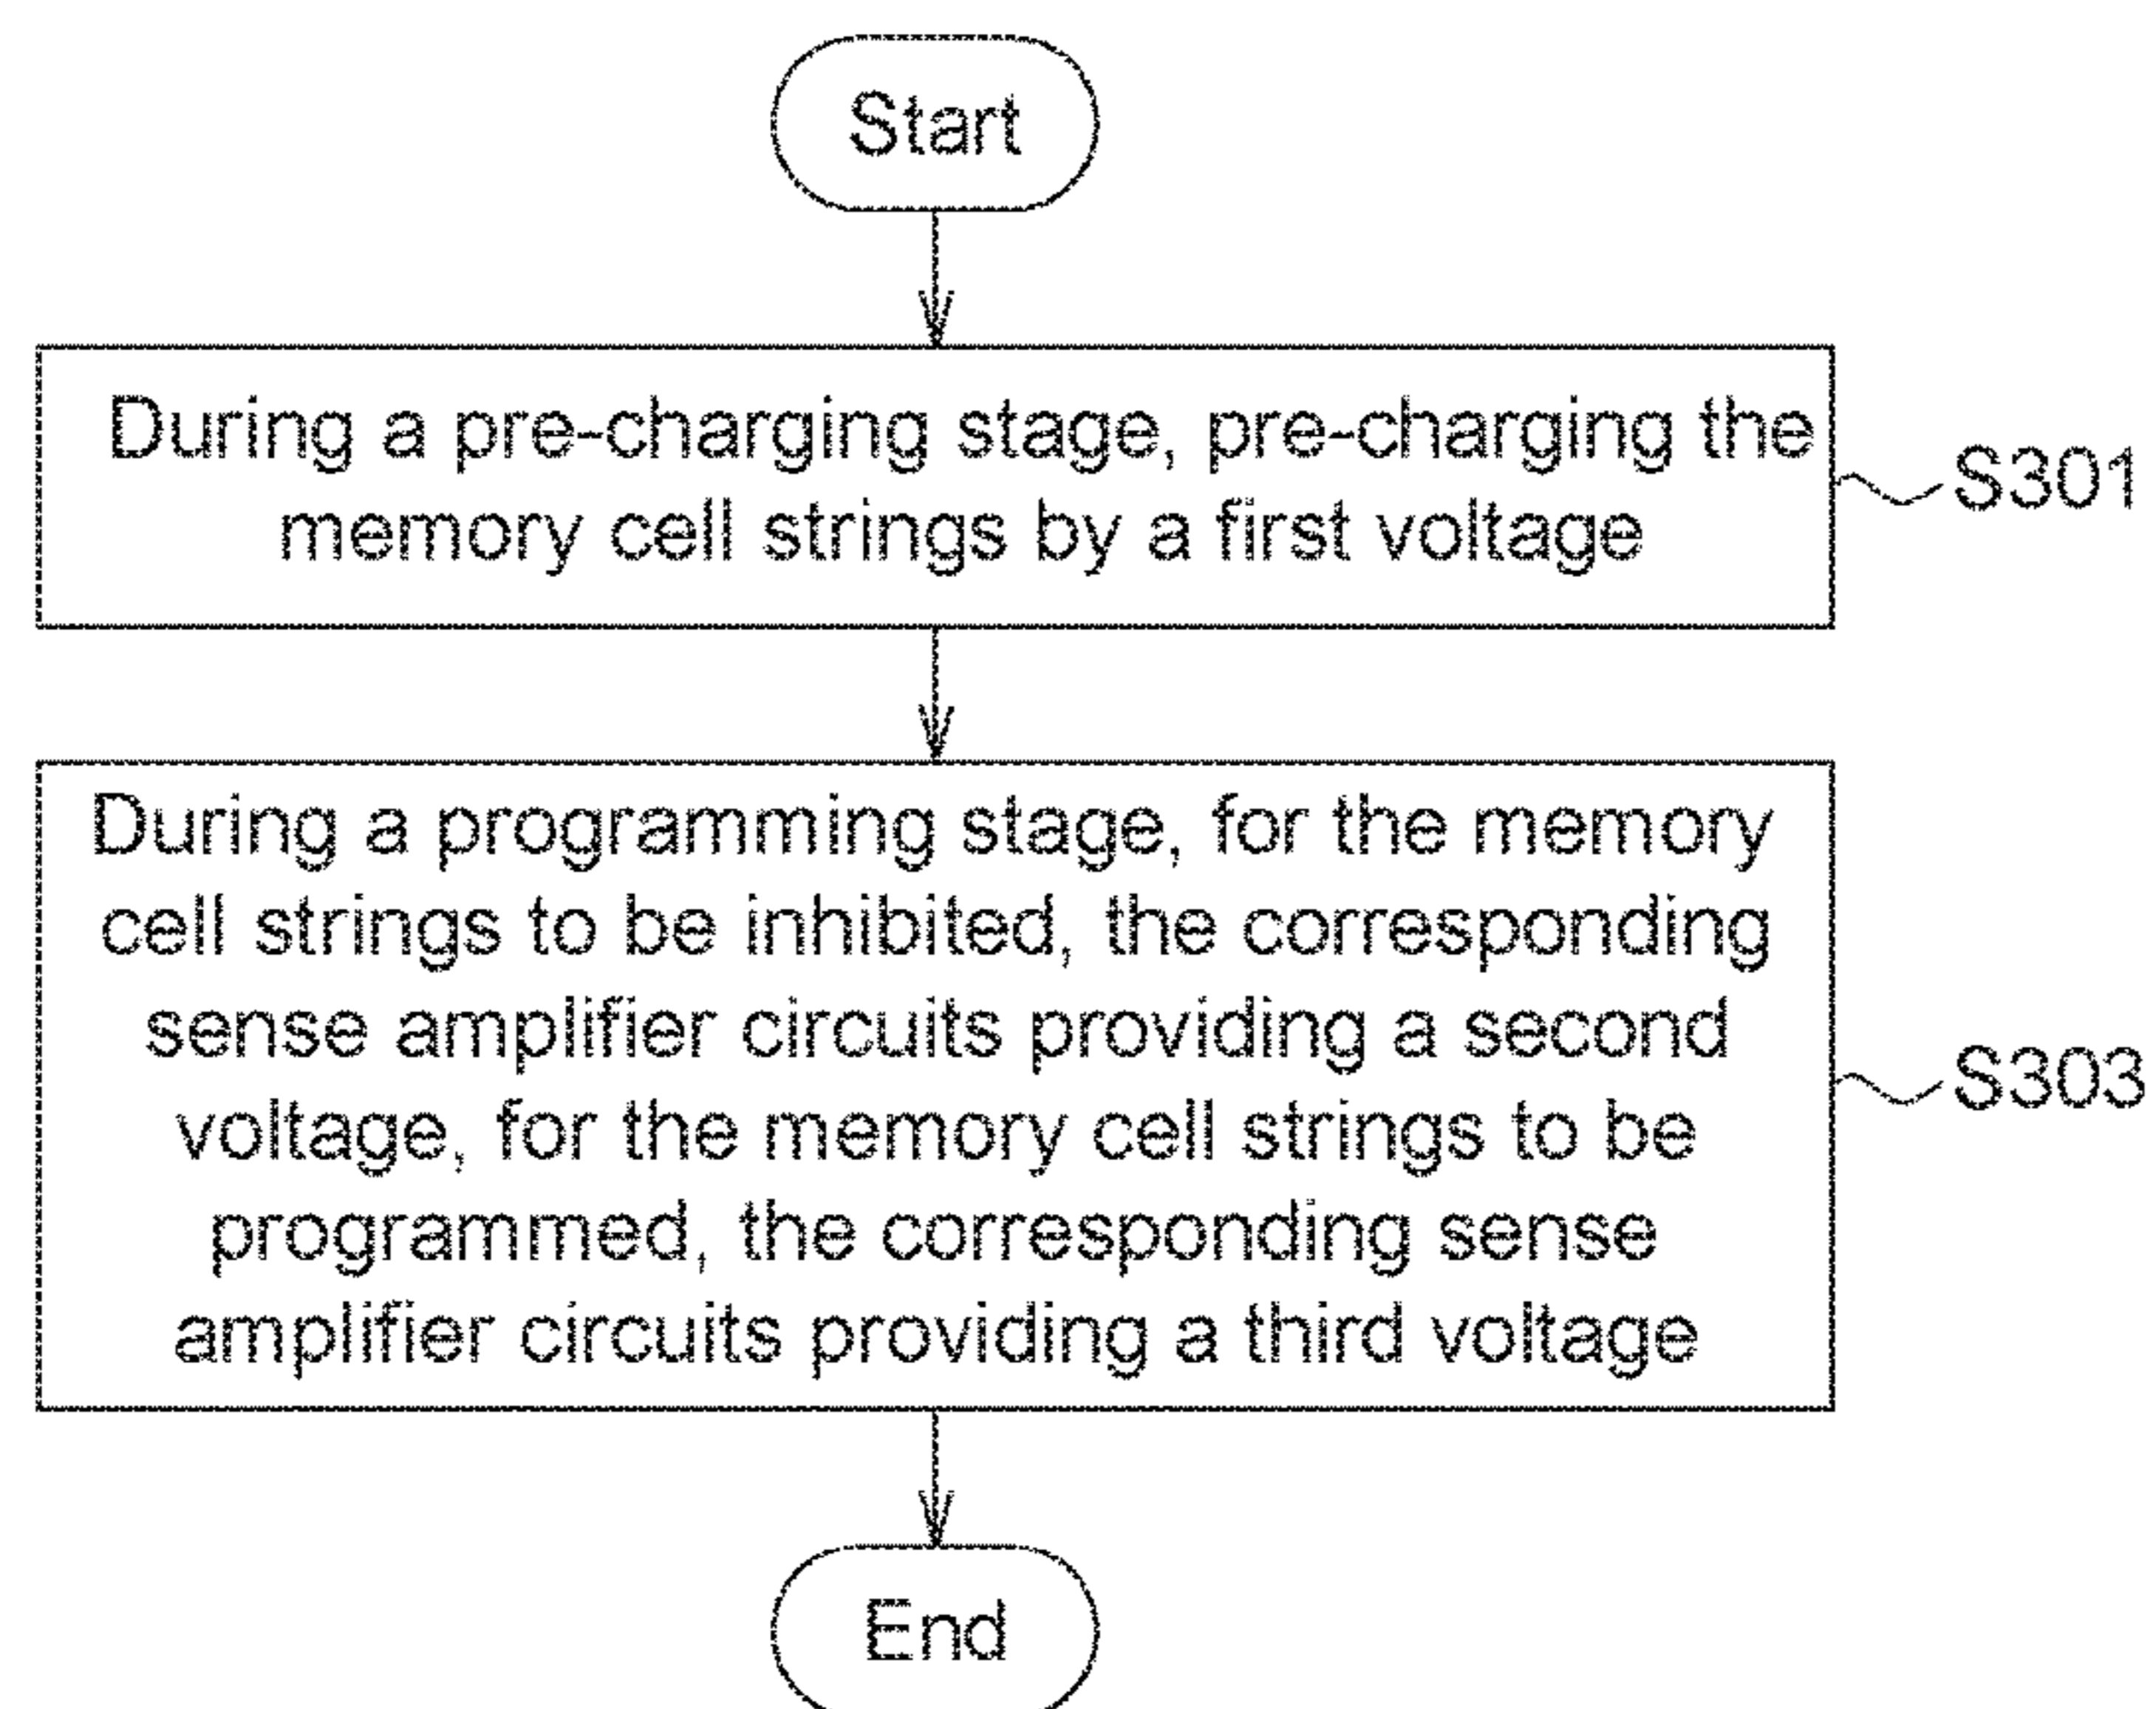 Start
During a pre-charging stage, pre-charging the
memory cell strings by a first voltage
S301
During a programming stage, for the memory
cell strings to be inhibited, the corresponding
sense amplifier circuits providing a second
voltage, for the memory cell strings to be
programmed, the corresponding sense
amplifier circuits providing a third voltage
S303
End